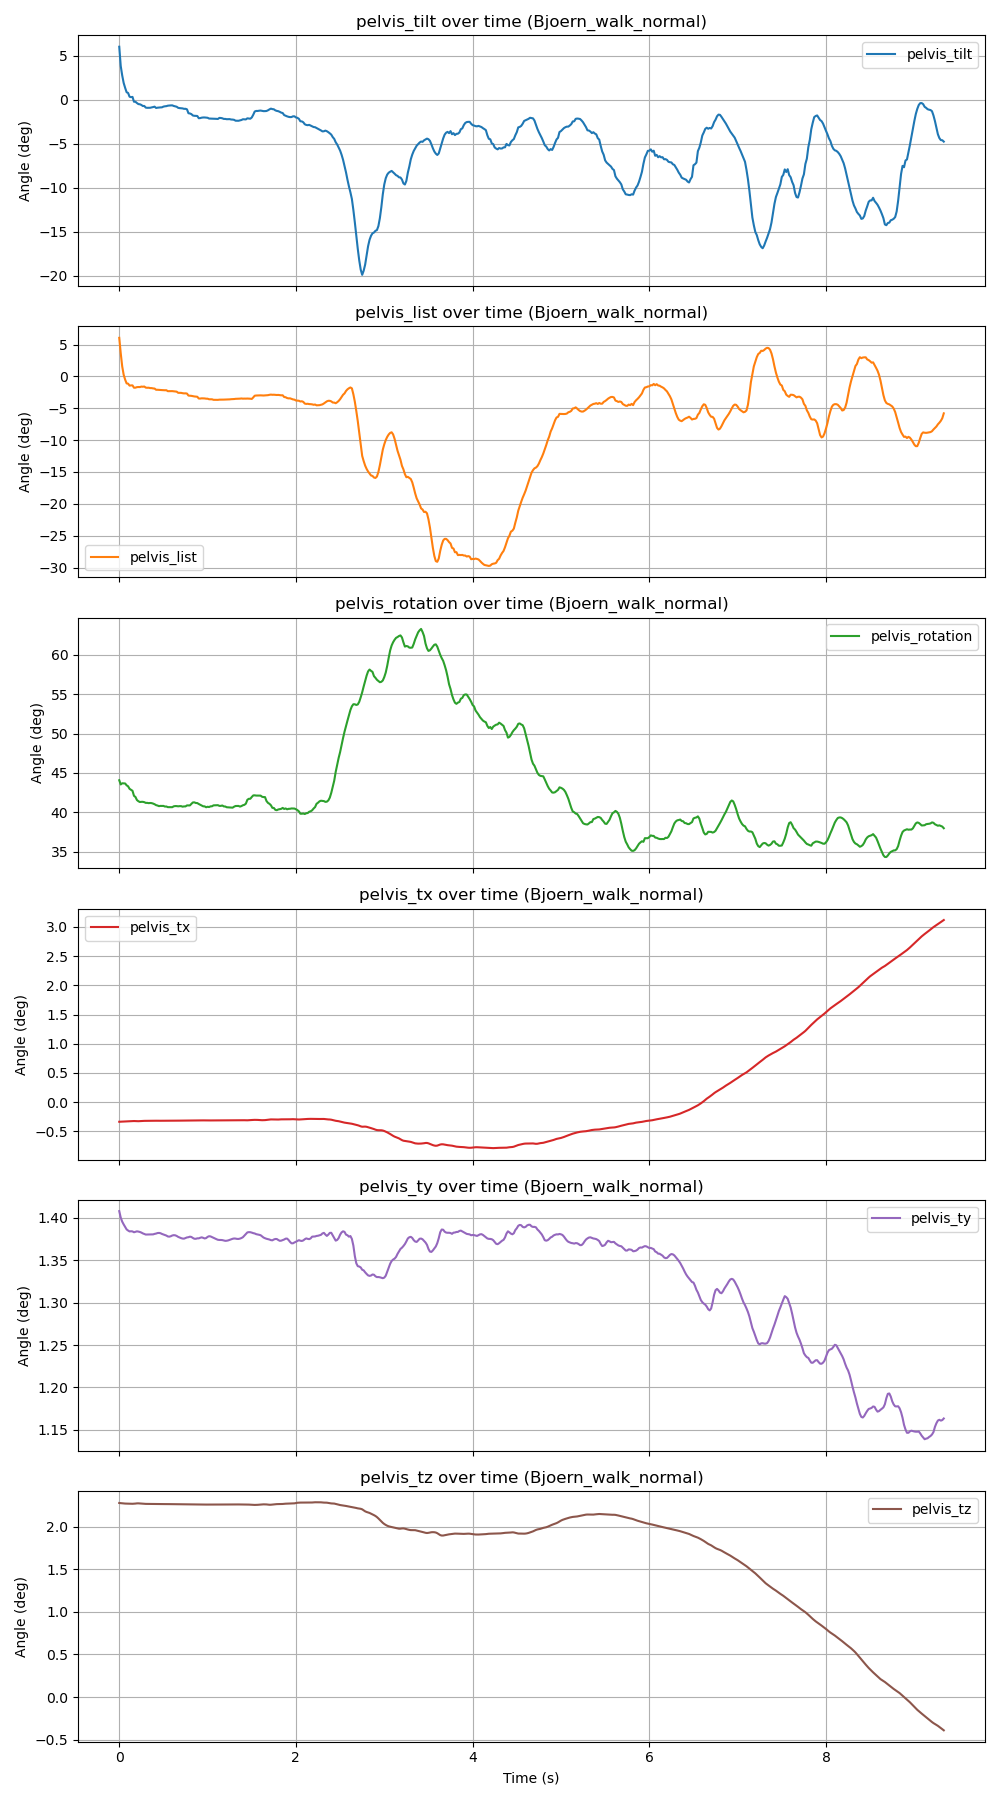 pelvis_tilt over time (Bjoern_walk_normal)
5
0
−5
−10
−15
−20
Angle (deg)
pelvis_tilt
pelvis_list over time (Bjoern_walk_normal)
5
0
−5
−10
−15
−20
−25
−30
Angle (deg)
pelvis_list
pelvis_rotation over time (Bjoern_walk_normal)
60
55
50
45
40
35
Angle (deg)
pelvis_rotation
pelvis_tx over time (Bjoern_walk_normal)
3.0
2.5
2.0
1.5
1.0
0.5
0.0
−0.5
Angle (deg)
pelvis_tx
pelvis_ty over time (Bjoern_walk_normal)
1.40
1.35
1.30
1.25
1.20
1.15
Angle (deg)
pelvis_ty
pelvis_tz over time (Bjoern_walk_normal)
2.0
1.5
1.0
0.5
0.0
−0.5
Angle (deg)
pelvis_tz
0 2 4 6 8
Time (s)